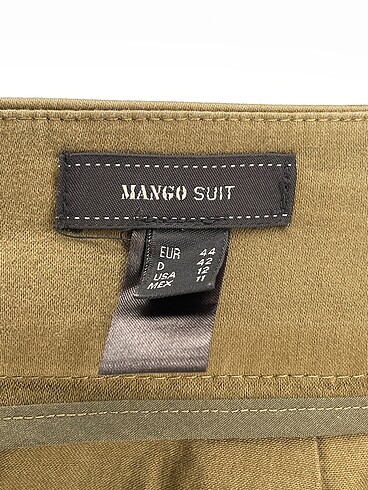 MANGO SUIT
EUR 44
D 42
USA 12
MEX 11